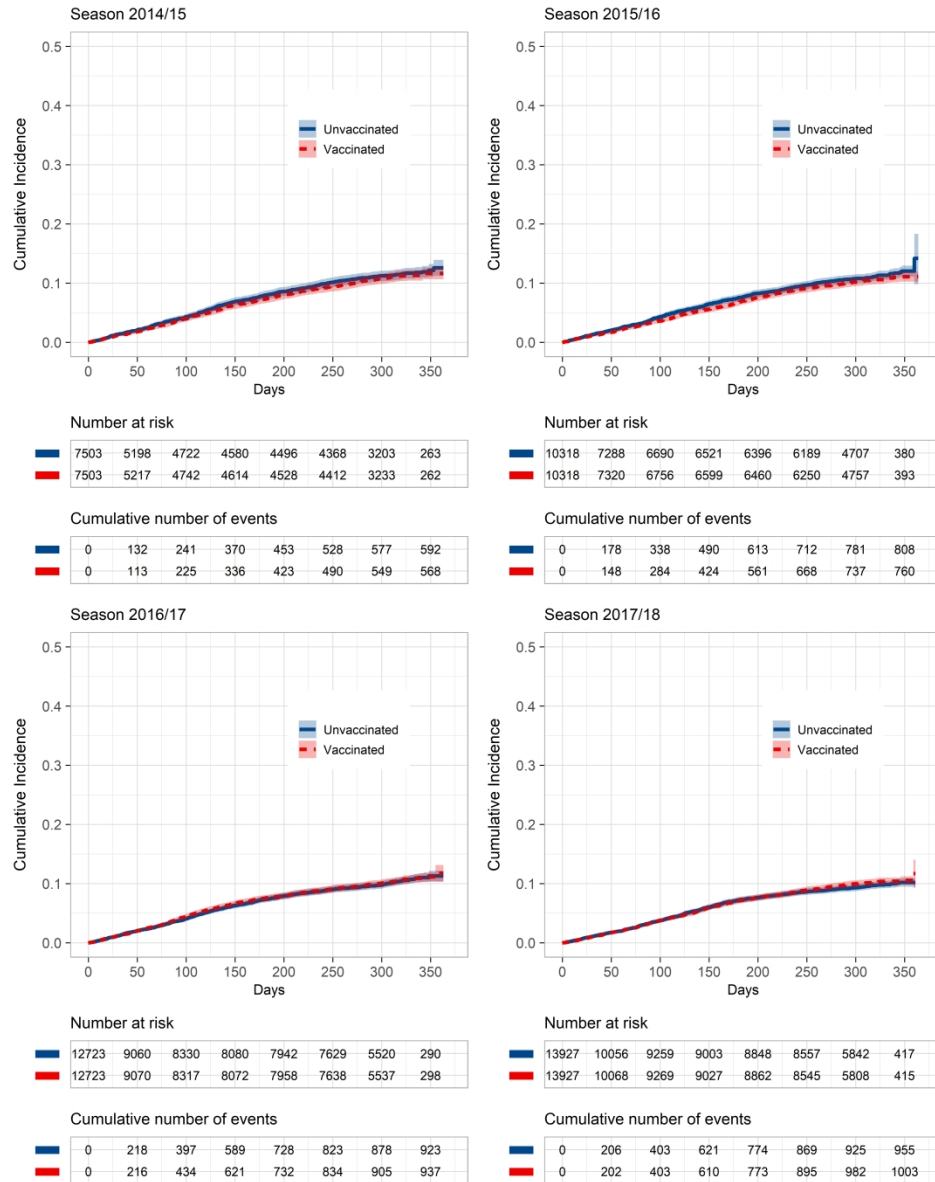 Season 2014/15
0.5
0.4
0.3
0.2
0.1
0.0
Cumulative Incidence
Unvaccinated
Vaccinated
0 50 100 150 200 250 300 350
Days
Number at risk
7503 5198 4722 4580 4496 4368 3203 263
7503 5217 4742 4614 4528 4412 3233 262
Cumulative number of events
0 132 241 370 453 528 577 592
0 113 225 336 423 490 549 568
Season 2015/16
0.5
0.4
0.3
0.2
0.1
0.0
Cumulative Incidence
Unvaccinated
Vaccinated
0 50 100 150 200 250 300 350
Days
Number at risk
10318 7288 6690 6521 6396 6189 4707 380
10318 7320 6756 6599 6460 6250 4757 393
Cumulative number of events
0 178 338 490 613 712 781 808
0 148 284 424 561 668 737 760
Season 2016/17
0.5
0.4
0.3
0.2
0.1
0.0
Cumulative Incidence
Unvaccinated
Vaccinated
0 50 100 150 200 250 300 350
Days
Number at risk
12723 9060 8330 8080 7942 7629 5520 290
12723 9070 8317 8072 7958 7638 5537 298
Cumulative number of events
0 218 397 589 728 823 878 923
0 216 434 621 732 834 905 937
Season 2017/18
0.5
0.4
0.3
0.2
0.1
0.0
Cumulative Incidence
Unvaccinated
Vaccinated
0 50 100 150 200 250 300 350
Days
Number at risk
13927 10056 9259 9003 8848 8557 5842 417
13927 10068 9269 9027 8862 8545 5808 415
Cumulative number of events
0 206 403 621 774 869 925 955
0 202 403 610 773 895 982 1003